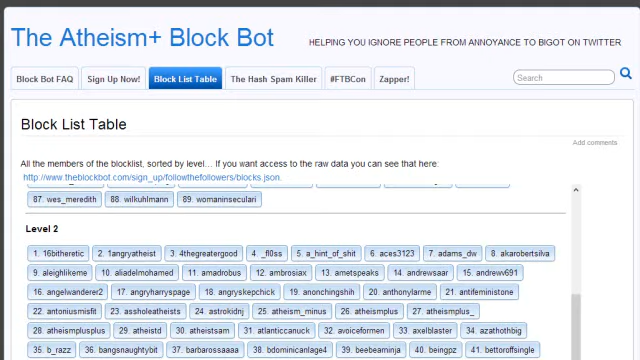 The Atheism+ Block Bot
HELPING YOU IGNORE PEOPLE FROM ANNOYANCE TO BIGOT ON TWITTER
Block Bot FAQ Sign Up Now! Block List Table The Hash Spam Killer #FTBCon Zapper! Search
Block List Table
Add comments
All the members of the blocklist, sorted by level... If you want access to the raw data you can see that here:
http://www.theblockbot.com/sign_up/followthefollowers/blocks.json.
87. wes_meredith 88. wilkuhlmann 89. womaninseculari
Level 2
1. 16bitheretic 2. 1angryatheist 3. 4thegreatergood 4. _fl0ss 5. a_hint_of_shit 6. aces3123 7. adams_dw 8. akarobertsilva
9. aleighlikeme 10. aliadelmohamed 11. amadrobus 12. ambrosiax 13. ametspeaks 14. andrewsaar 15. andrewv691
16. angelwanderer2 17. angryharryspage 18. angryskepchick 19. anonchingshih 20. anthonylarme 21. antifeministone
22. antoniusmisfit 23. assholeatheists 24. astrokidnj 25. atheism_minus 26. atheismplus 27. atheismplus_
28. atheismplusplus 29. atheistd 30. atheistsam 31. atlanticcanuck 32. avoiceformen 33. axelblaster 34. azathothbig
35. b_razz 36. bangsnaughtybit 37. barbarossaaaa 38. bdominicanlage4 39. beebeaminja 40. beingpz 41. bettoroffsingle